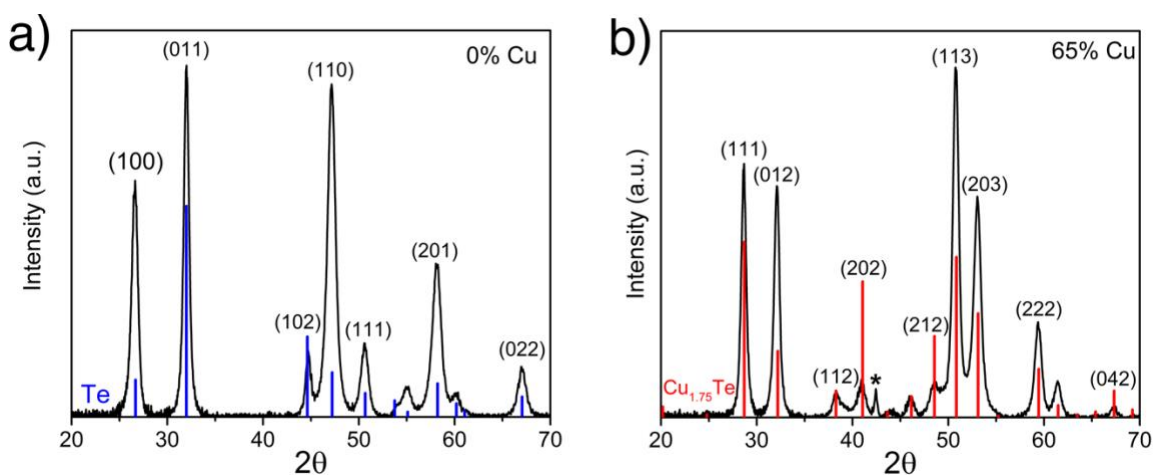 a)
0% Cu
(100)
(011)
(102)
(110)
(111)
(201)
(022)
Te
Intensity (a.u.)
20 30 40 50 60 70
2θ
b)
65% Cu
(111)
(012)
(112)
(202)
*
(212)
(113)
(203)
(222)
(042)
Cu1.75Te
Intensity (a.u.)
20 30 40 50 60 70
2θ